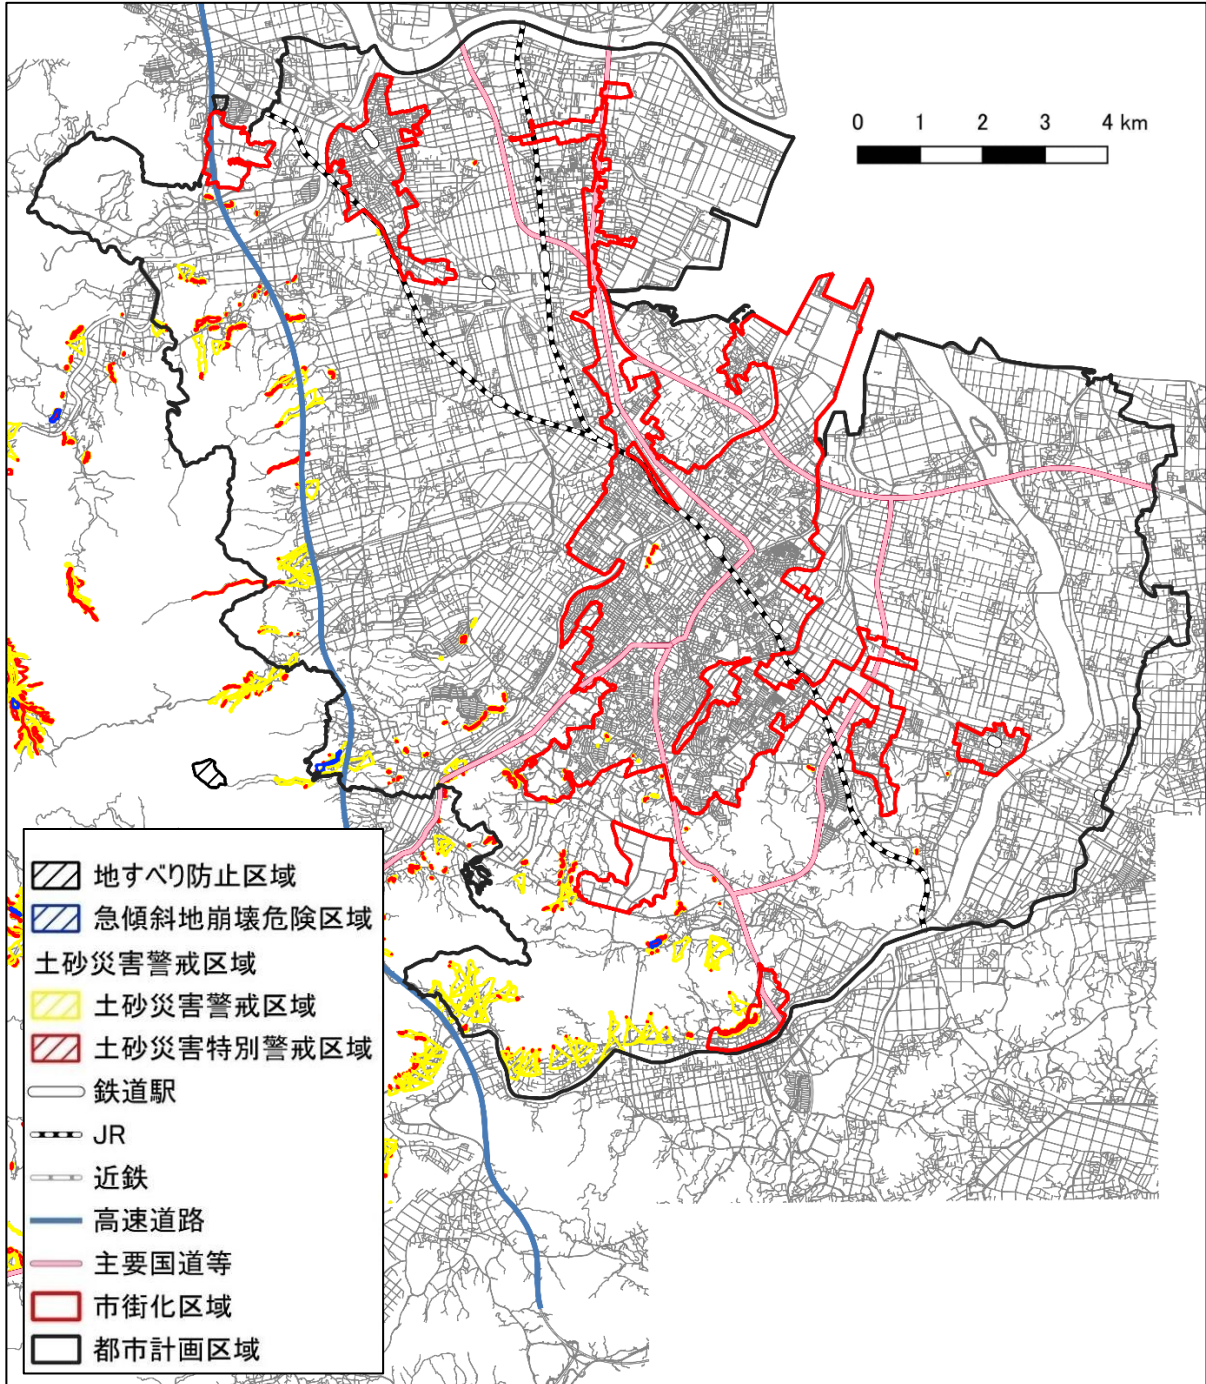 0 1 2 3 4 km
地すべり防止区域
急傾斜地崩壊危険区域
土砂災害警戒区域
土砂災害警戒区域
土砂災害特別警戒区域
鉄道駅
JR
近鉄
高速道路
主要国道等
市街化区域
都市計画区域